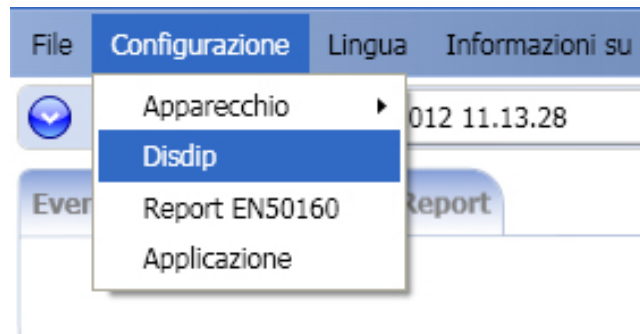 File Configurazione Lingua Informazioni su
Apparecchio
012 11.13.28
Disdip
Report EN50160
Report
Applicazione